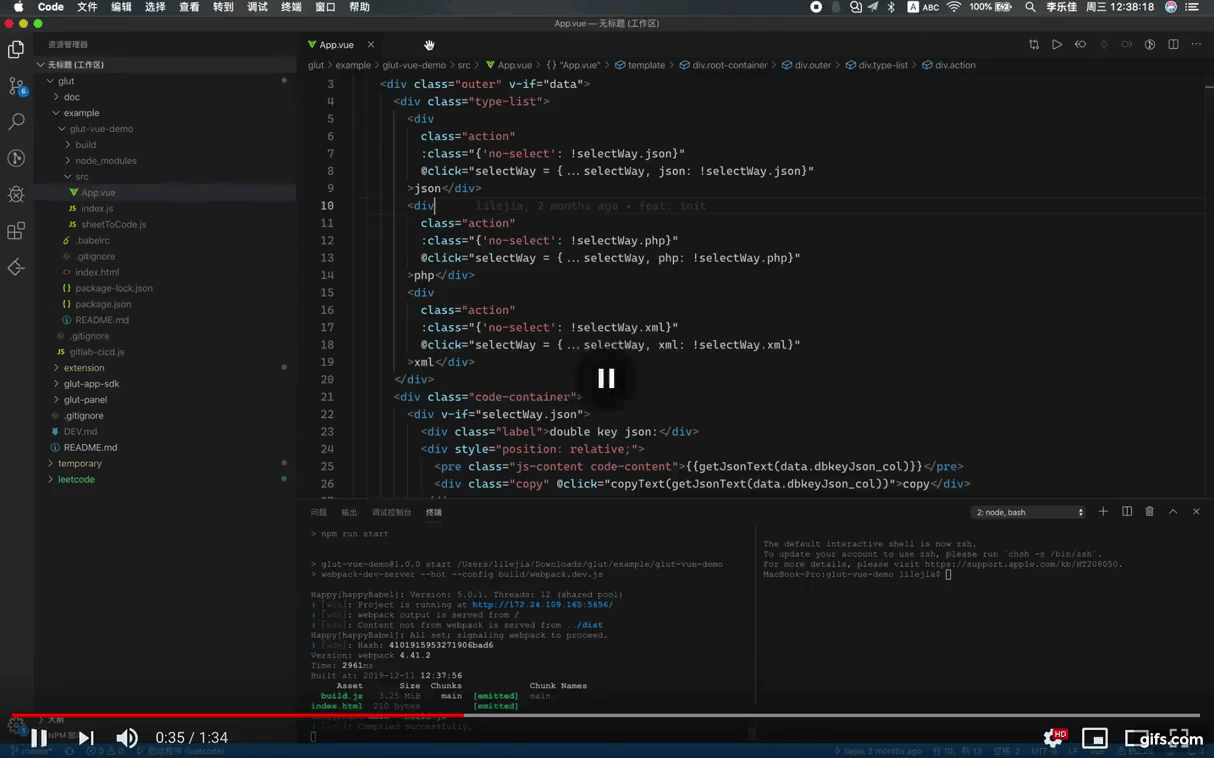 Code 文件 编辑 选择 查看 转到 调试 终端 窗口 帮助 ABC 100% 李乐佳 周三 12:38:18
App.vue — 无标题 (工作区)
资源管理器
无标题 (工作区)
glut
doc
example
glut-vue-demo
build
node_modules
src
App.vue
index.js
sheetToCode.js
.babelrc
.gitignore
index.html
package-lock.json
package.json
README.md
.gitignore
gitlab-cicd.js
extension
glut-app-sdk
glut-panel
.gitignore
DEV.md
README.md
temporary
leetcode
大纲
6
App.vue
glut > example > glut-vue-demo > src > App.vue > {} "App.vue" > template > div.root-container > div.outer > div.type-list > div.action
3 <div class="outer" v-if="data">
4 <div class="type-list">
5 <div
6 class="action"
7 :class="{'no-select': !selectWay.json}"
8 @click="selectWay = {...selectWay, json: !selectWay.json}"
9 >json</div>
10 <div lilejia, 2 months ago • feat: init
11 class="action"
12 :class="{'no-select': !selectWay.php}"
13 @click="selectWay = {...selectWay, php: !selectWay.php}"
14 >php</div>
15 <div
16 class="action"
17 :class="{'no-select': !selectWay.xml}"
18 @click="selectWay = {...selectWay, xml: !selectWay.xml}"
19 >xml</div>
20 </div>
21 <div class="code-container">
22 <div v-if="selectWay.json">
23 <div class="label">double key json:</div>
24 <div style="position: relative;">
25 <pre class="js-content code-content">{{getJsonText(data.dbkeyJson_col)}}</pre>
26 <div class="copy" @click="copyText(getJsonText(data.dbkeyJson_col))">copy</div>
问题 输出 调试控制台 终端 2: node, bash
> npm run start
> glut-vue-demo@1.0.0 start /Users/lilejia/Downloads/glut/example/glut-vue-demo
> webpack-dev-server --hot --config build/webpack.dev.js
Happy[happyBabel]: Version: 5.0.1. Threads: 12 (shared pool)
i ｢wds｣: Project is running at http://172.24.109.165:5656/
i ｢wds｣: webpack output is served from /
i ｢wds｣: Content not from webpack is served from ../dist
Happy[happyBabel]: All set; signaling webpack to proceed.
i ｢wdm｣: Hash: 4101915953271906bad6
Version: webpack 4.41.2
Time: 2961ms
Built at: 2019-12-11 12:37:56
Asset Size Chunks Chunk Names
build.js 3.25 MiB main [emitted] main
index.html 210 bytes [emitted]
Compiled successfully.
The default interactive shell is now zsh.
To update your account to use zsh, please run `chsh -s /bin/zsh`.
For more details, please visit https://support.apple.com/kb/HT208050.
MacBook-Pro:glut-vue-demo lilejia$
0:35 / 1:34
HD
gifs.com
master* 0 0 启动程序 (leetcode) lilejia, 2 months ago 行 10，列 13 空格: 2 UTF-8 LF